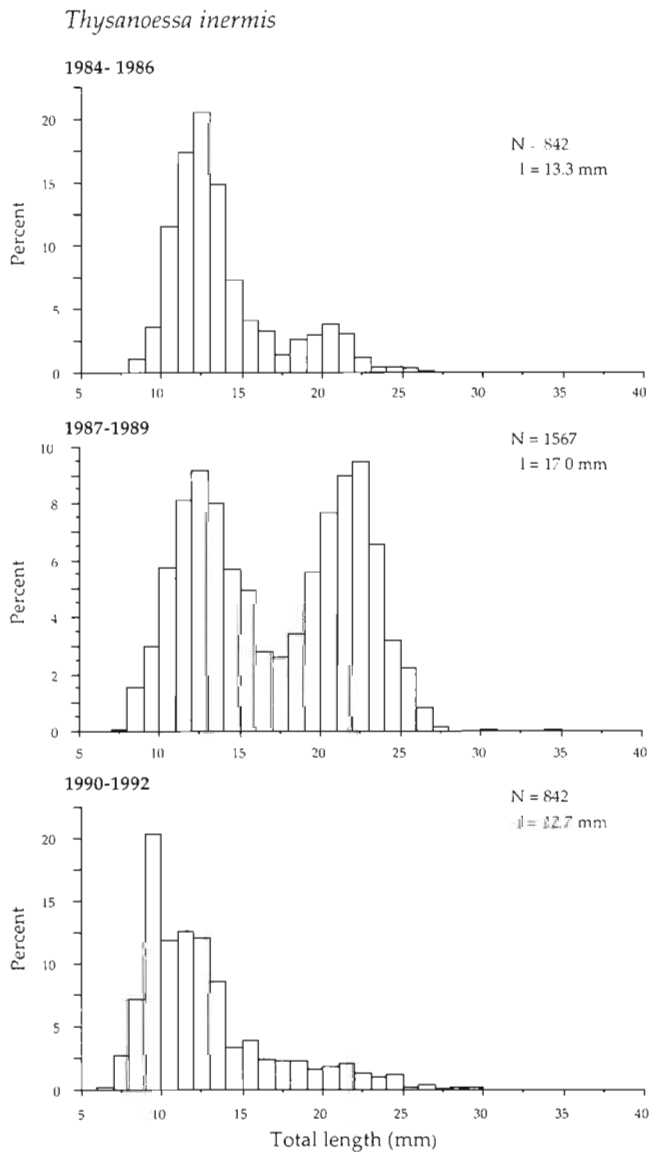 Thysanoessa inermis
1984- 1986
20
15
10
5
0
Percent
N - 842
l = 13.3 mm
5 10 15 20 25 30 35 40
1987-1989
10
8
6
4
2
0
Percent
N = 1567
l = 17 0 mm
5 10 15 20 25 30 35 40
1990-1992
20
15
10
5
0
Percent
N = 842
l = 12.7 mm
5 10 15 20 25 30 35 40
Total length (mm)